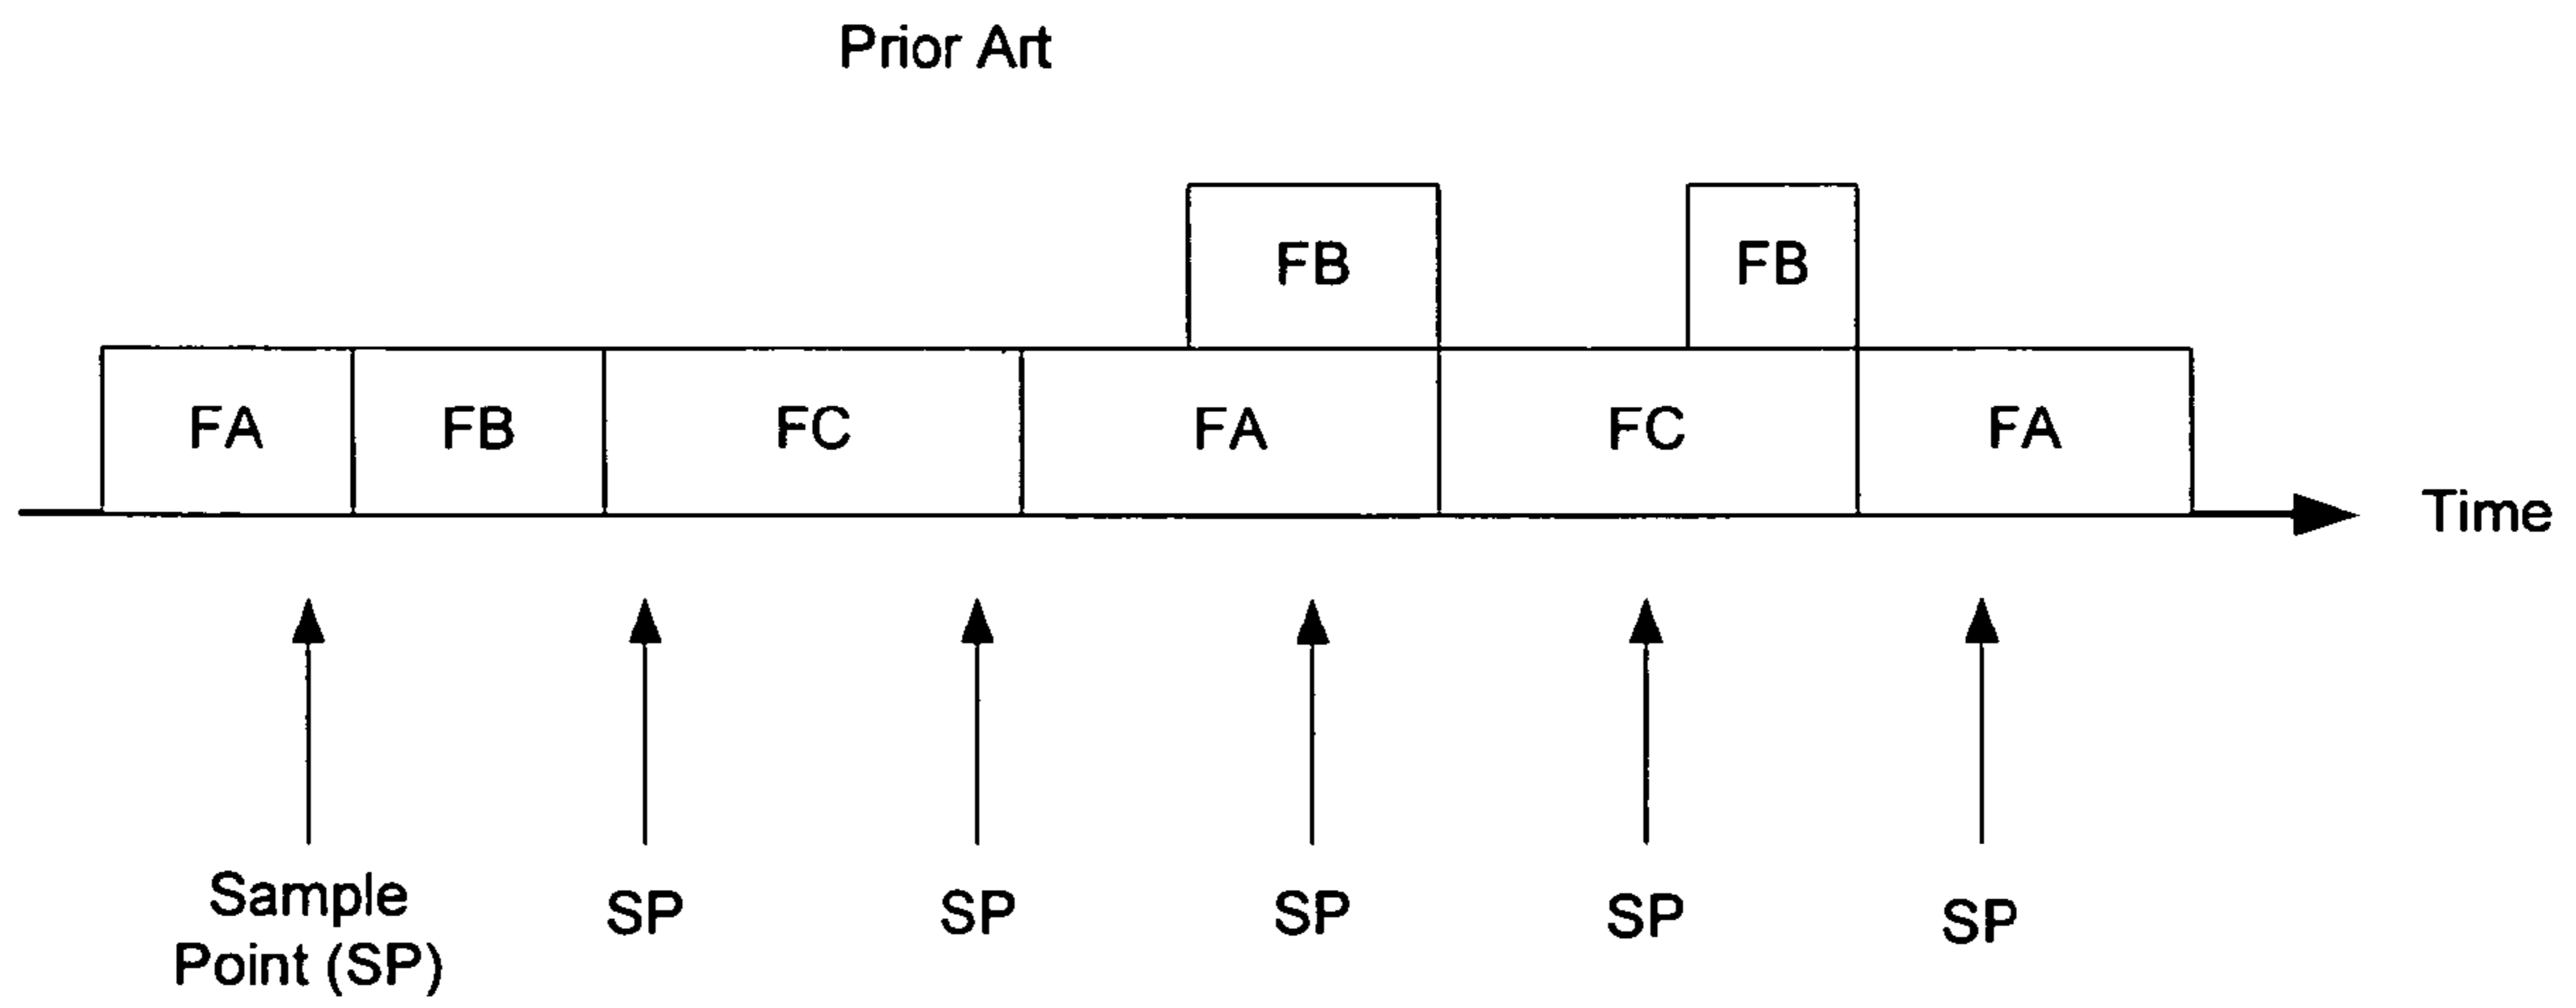 Prior Art
FB
FB
FA
FB
FC
FA
FC
FA
Time
Sample
Point (SP)
SP
SP
SP
SP
SP